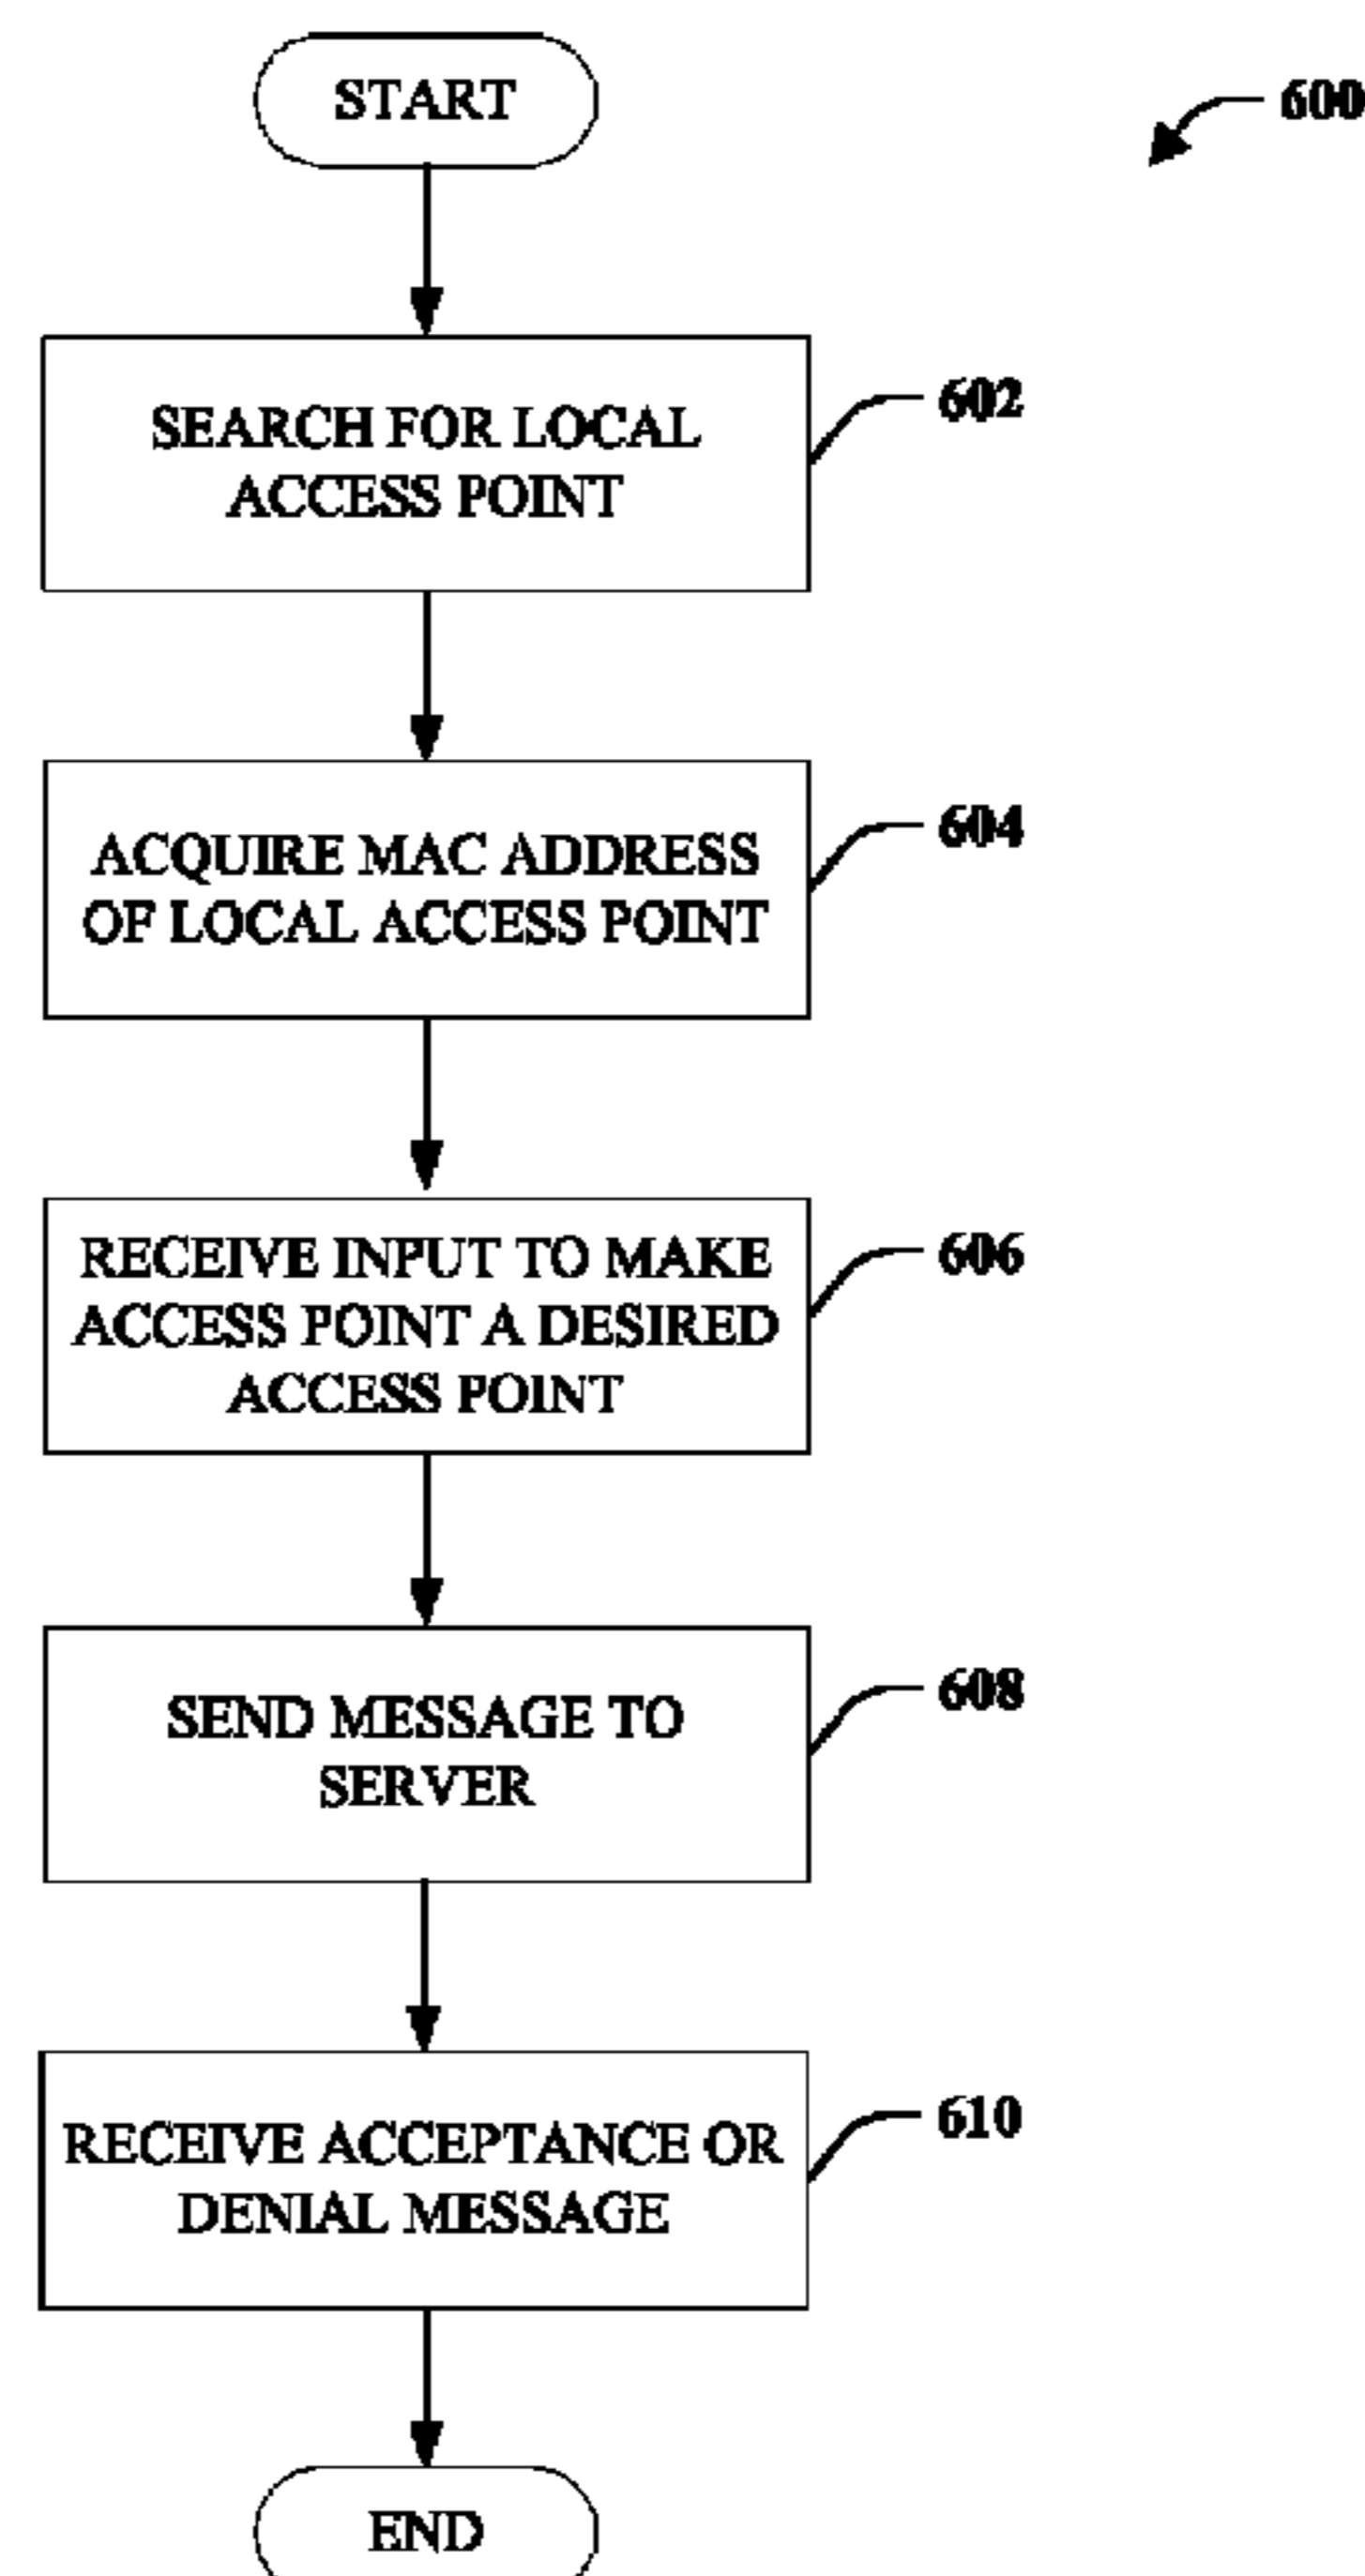 START
600
SEARCH FOR LOCAL
ACCESS POINT
602
ACQUIRE MAC ADDRESS
OF LOCAL ACCESS POINT
604
RECEIVE INPUT TO MAKE
ACCESS POINT A DESIRED
ACCESS POINT
606
SEND MESSAGE TO
SERVER
608
RECEIVE ACCEPTANCE OR
DENIAL MESSAGE
610
END